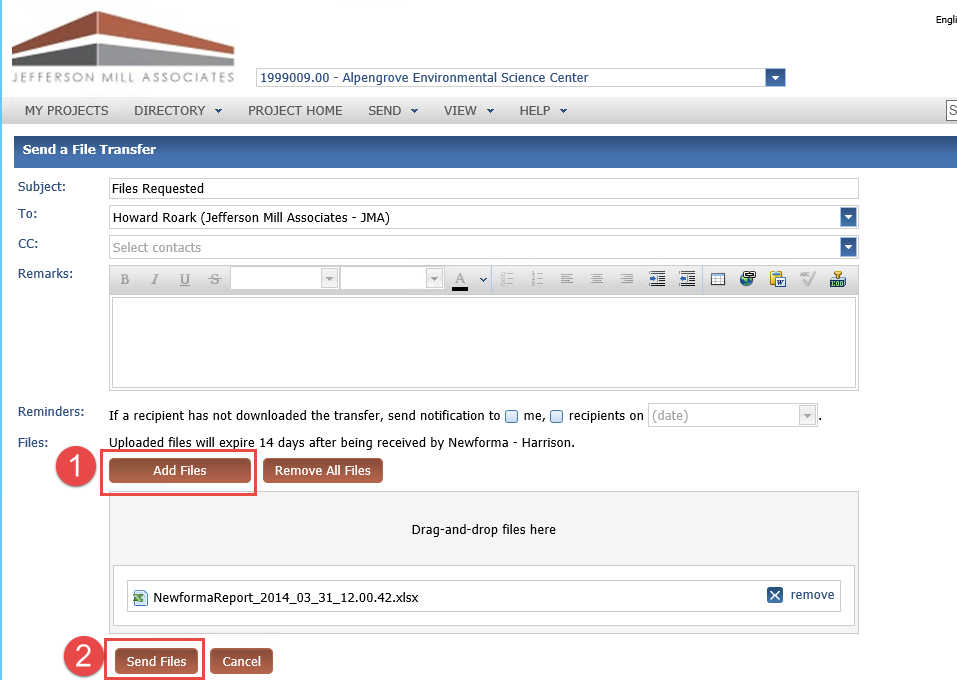 Engli
JEFFERSON MILL ASSOCIATES
1999009.00 - Alpengrove Environmental Science Center
MY PROJECTS DIRECTORY PROJECT HOME SEND VIEW HELP S
Send a File Transfer
Subject: Files Requested
To: Howard Roark (Jefferson Mill Associates - JMA)
CC: Select contacts
Remarks: B I U S A
Reminders: If a recipient has not downloaded the transfer, send notification to me, recipients on (date) .
Files: Uploaded files will expire 14 days after being received by Newforma - Harrison.
1 Add Files Remove All Files
Drag-and-drop files here
NewformaReport_2014_03_31_12.00.42.xlsx remove
2 Send Files Cancel